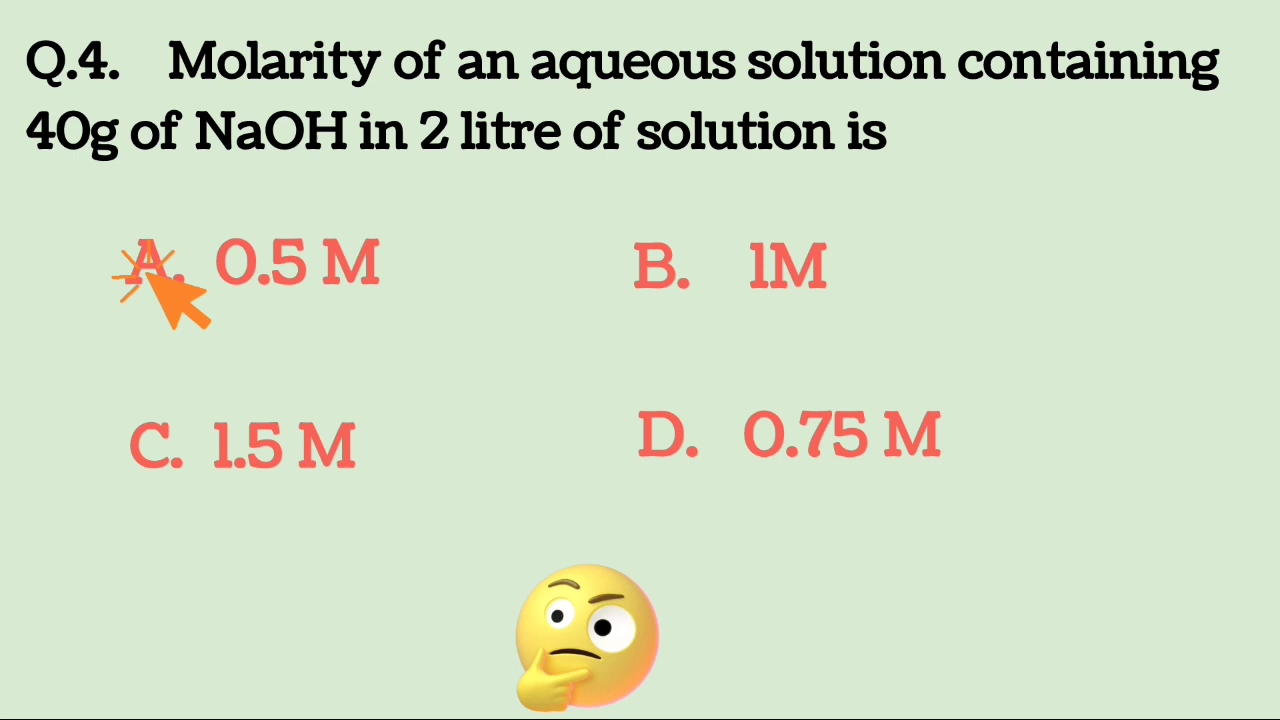 Q.4. Molarity of an aqueous solution containing
40g of NaOH in 2 litre of solution is
A. 0.5 M
B. 1M
C. 1.5 M
D. 0.75 M